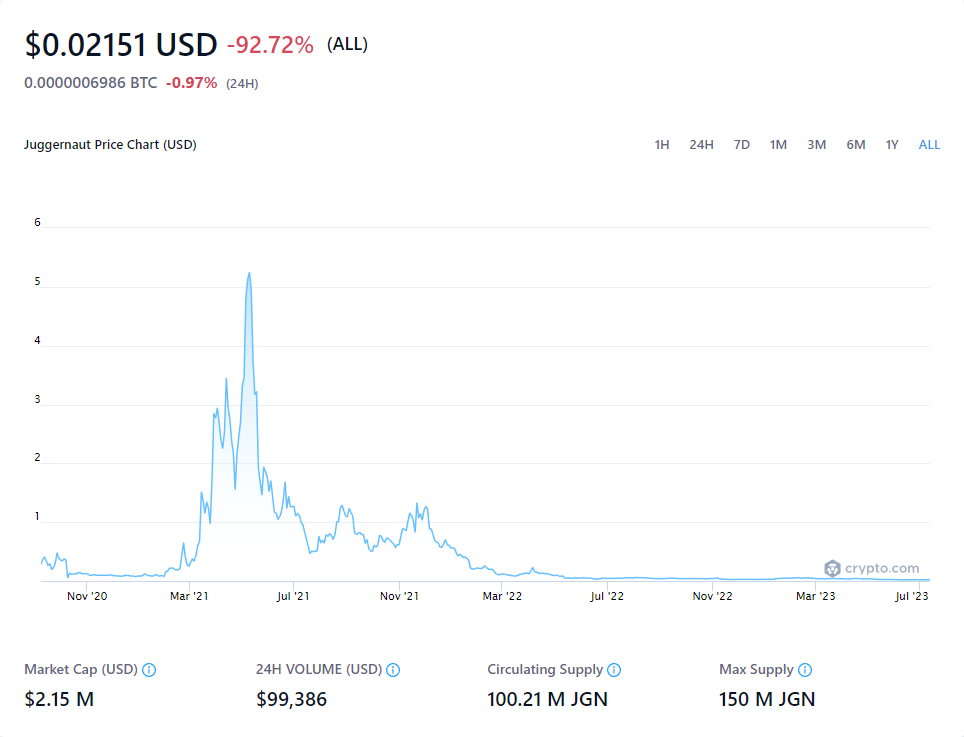 $0.02151 USD -92.72% (ALL)
0.0000006986 BTC -0.97% (24H)
Juggernaut Price Chart (USD) 1H 24H 7D 1M 3M 6M 1Y ALL
6
5
4
3
2
1
crypto.com
Nov '20 Mar '21 Jul '21 Nov '21 Mar '22 Jul '22 Nov '22 Mar '23 Jul '23
Market Cap (USD) 24H VOLUME (USD) Circulating Supply Max Supply
$2.15 M $99,386 100.21 M JGN 150 M JGN